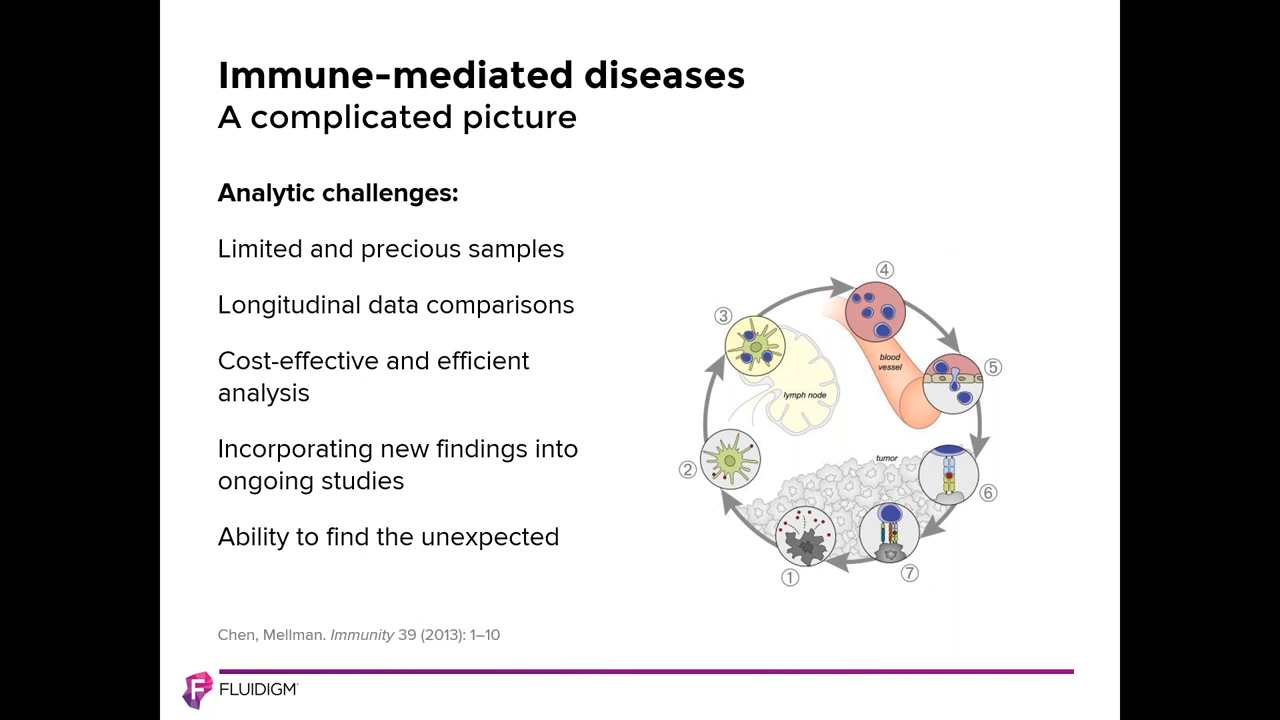 Immune-mediated diseases
A complicated picture
Analytic challenges:
Limited and precious samples
Longitudinal data comparisons
Cost-effective and efficient
analysis
Incorporating new findings into
ongoing studies
Ability to find the unexpected
④
③
blood
vessel
⑤
lymph node
②
tumor
⑥
①
⑦
Chen, Mellman. Immunity 39 (2013): 1–10
F FLUIDIGM